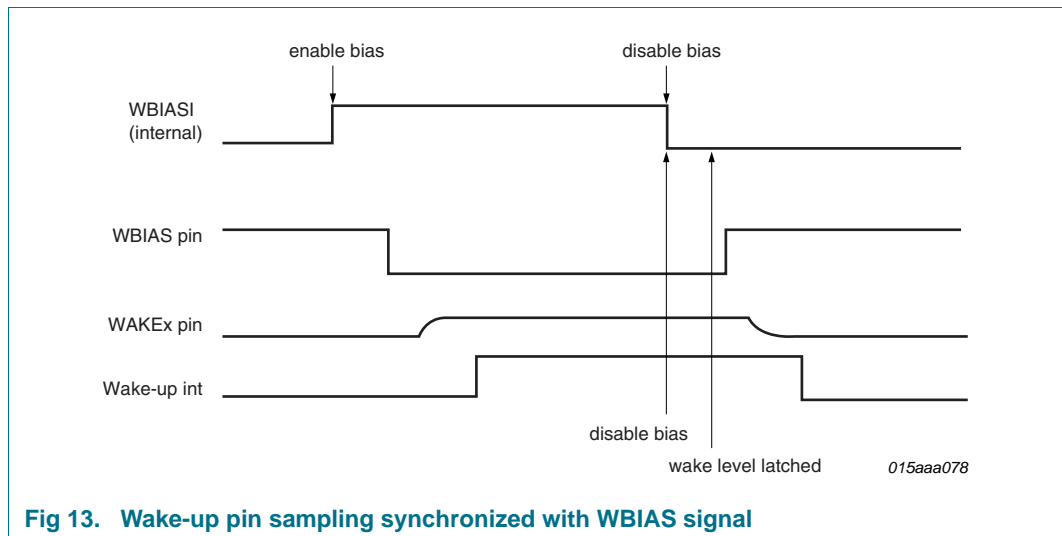 enable bias
disable bias
WBIASI
(internal)
WBIAS pin
WAKEx pin
Wake-up int
disable bias
wake level latched
015aaa078
Fig 13. Wake-up pin sampling synchronized with WBIAS signal